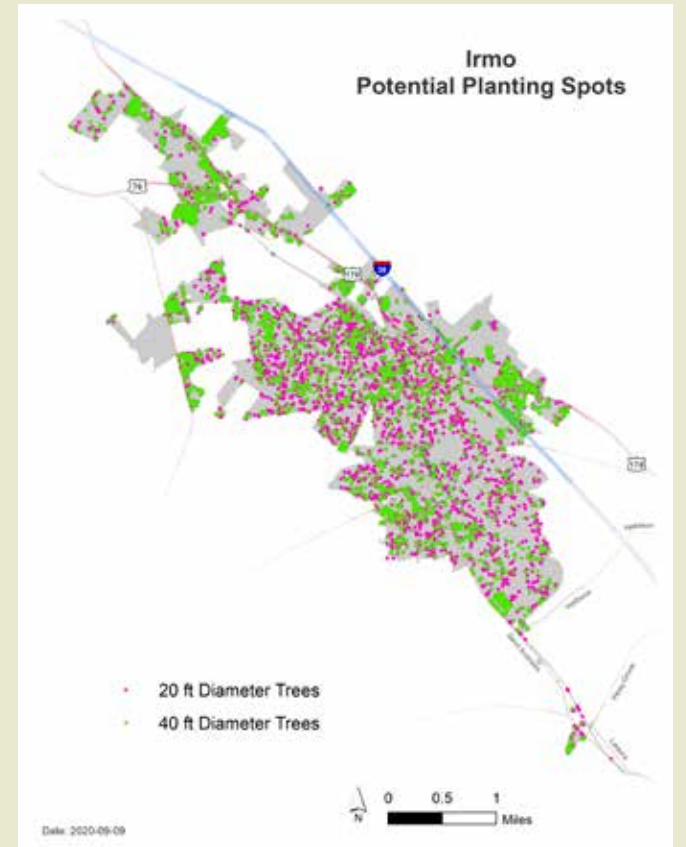 Irmo
Potential Planting Spots
76
176
26
176
20 ft Diameter Trees
40 ft Diameter Trees
0 0.5 1
Miles
N
Date: 2020-09-09